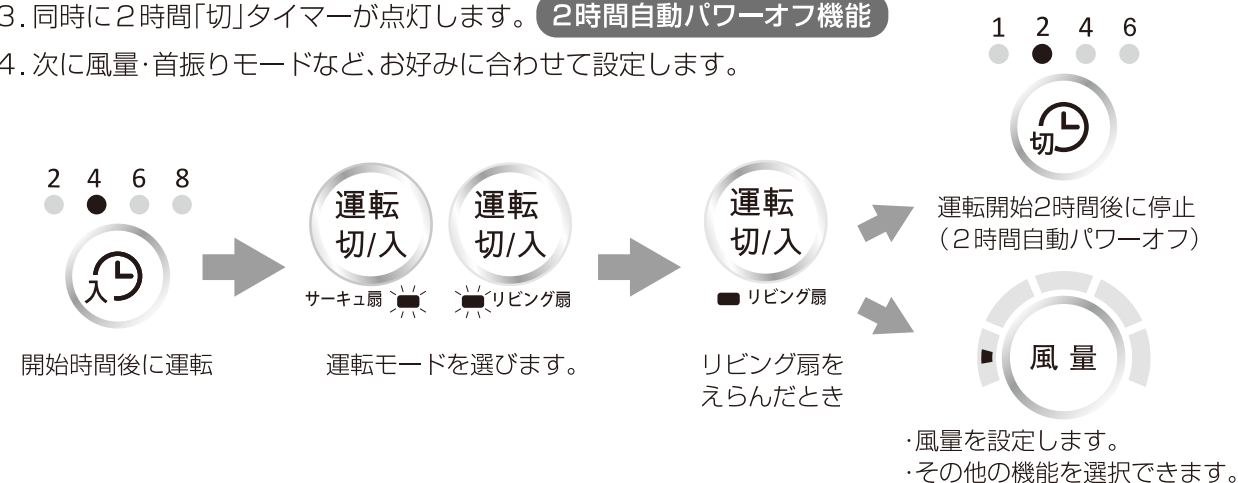 3. 同時に２時間「切」タイマーが点灯します。 2時間自動パワーオフ機能
4. 次に風量・首振りモードなど、お好みに合わせて設定します。
2 4 6 8
入
開始時間後に運転
運転
切/入
サーキュ扇
運転
切/入
リビング扇
運転モードを選びます。
運転
切/入
リビング扇
リビング扇を
えらんだとき
1 2 4 6
切
運転開始2時間後に停止
（２時間自動パワーオフ）
風 量
・風量を設定します。
・その他の機能を選択できます。